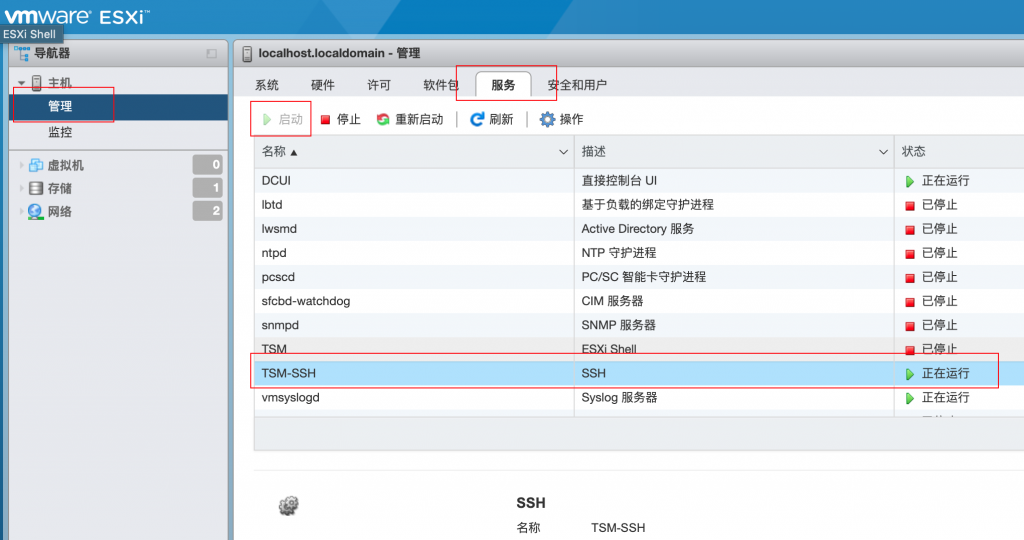 vmware® ESXi™
ESXi Shell
导航器
主机
管理
监控
虚拟机 0
存储 1
网络 2
localhost.localdomain - 管理
系统 硬件 许可 软件包 服务 安全和用户
启动 停止 重新启动 刷新 操作
名称 ▲ 描述 状态
DCUI 直接控制台 UI 正在运行
lbtd 基于负载的绑定守护进程 已停止
lwsmd Active Directory 服务 已停止
ntpd NTP 守护进程 已停止
pcscd PC/SC 智能卡守护进程 已停止
sfcbd-watchdog CIM 服务器 已停止
snmpd SNMP 服务器 已停止
TSM ESXi Shell 已停止
TSM-SSH SSH 正在运行
vmsyslogd Syslog 服务器 正在运行
SSH
名称 TSM-SSH